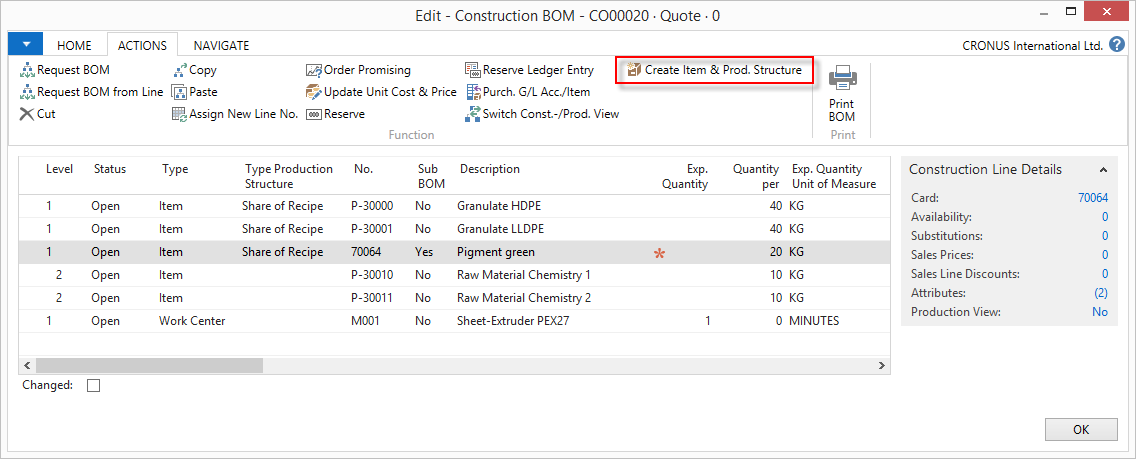 Edit - Construction BOM - CO00020 · Quote · 0
HOME ACTIONS NAVIGATE CRONUS International Ltd. ?
Request BOM Copy Order Promising Reserve Ledger Entry Create Item & Prod. Structure
Request BOM from Line Paste Update Unit Cost & Price Purch. G/L Acc./Item
Cut Assign New Line No. Reserve Switch Const.-/Prod. View
Print
BOM
Function Print
Level Status Type Type Production Structure No. Sub BOM Description Exp. Quantity Quantity per Exp. Quantity Unit of Measure
1 Open Item Share of Recipe P-30000 No Granulate HDPE 40 KG
1 Open Item Share of Recipe P-30001 No Granulate LLDPE 40 KG
1 Open Item Share of Recipe 70064 Yes Pigment green * 20 KG
2 Open Item P-30010 No Raw Material Chemistry 1 10 KG
2 Open Item P-30011 No Raw Material Chemistry 2 10 KG
1 Open Work Center M001 No Sheet-Extruder PEX27 1 0 MINUTES
Changed:
Construction Line Details
Card: 70064
Availability: 0
Substitutions: 0
Sales Prices: 0
Sales Line Discounts: 0
Attributes: (2)
Production View: No
OK